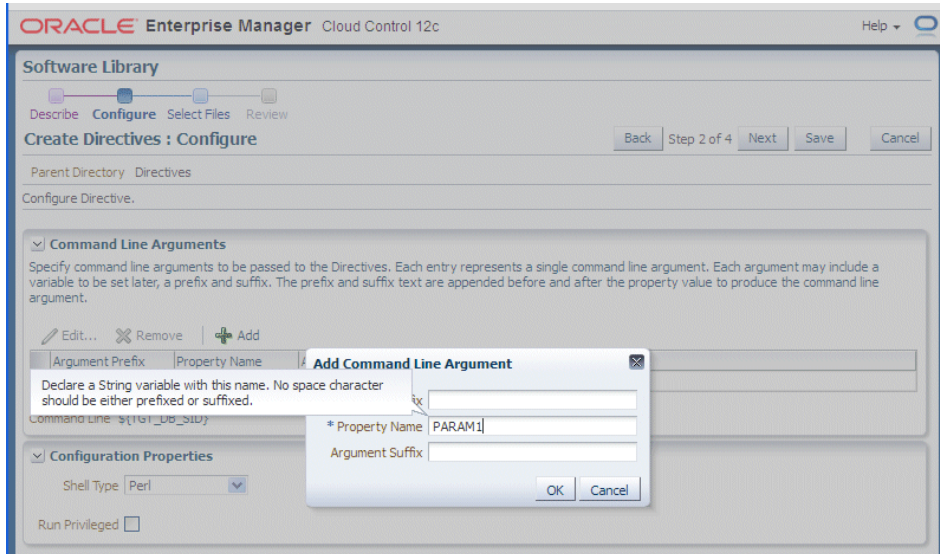 ORACLE Enterprise Manager Cloud Control 12c Help
Software Library
Describe Configure Select Files Review
Create Directives : Configure Back Step 2 of 4 Next Save Cancel
Parent Directory Directives
Configure Directive.
Command Line Arguments
Specify command line arguments to be passed to the Directives. Each entry represents a single command line argument. Each argument may include a
variable to be set later, a prefix and suffix. The prefix and suffix text are appended before and after the property value to produce the command line
argument.
Edit... Remove Add
Argument Prefix Property Name
Add Command Line Argument
Declare a String variable with this name. No space character
should be either prefixed or suffixed.
* Property Name PARAM1
Argument Suffix
OK Cancel
Command Line ${TGT_DB_SID}
Configuration Properties
Shell Type Perl
Run Privileged